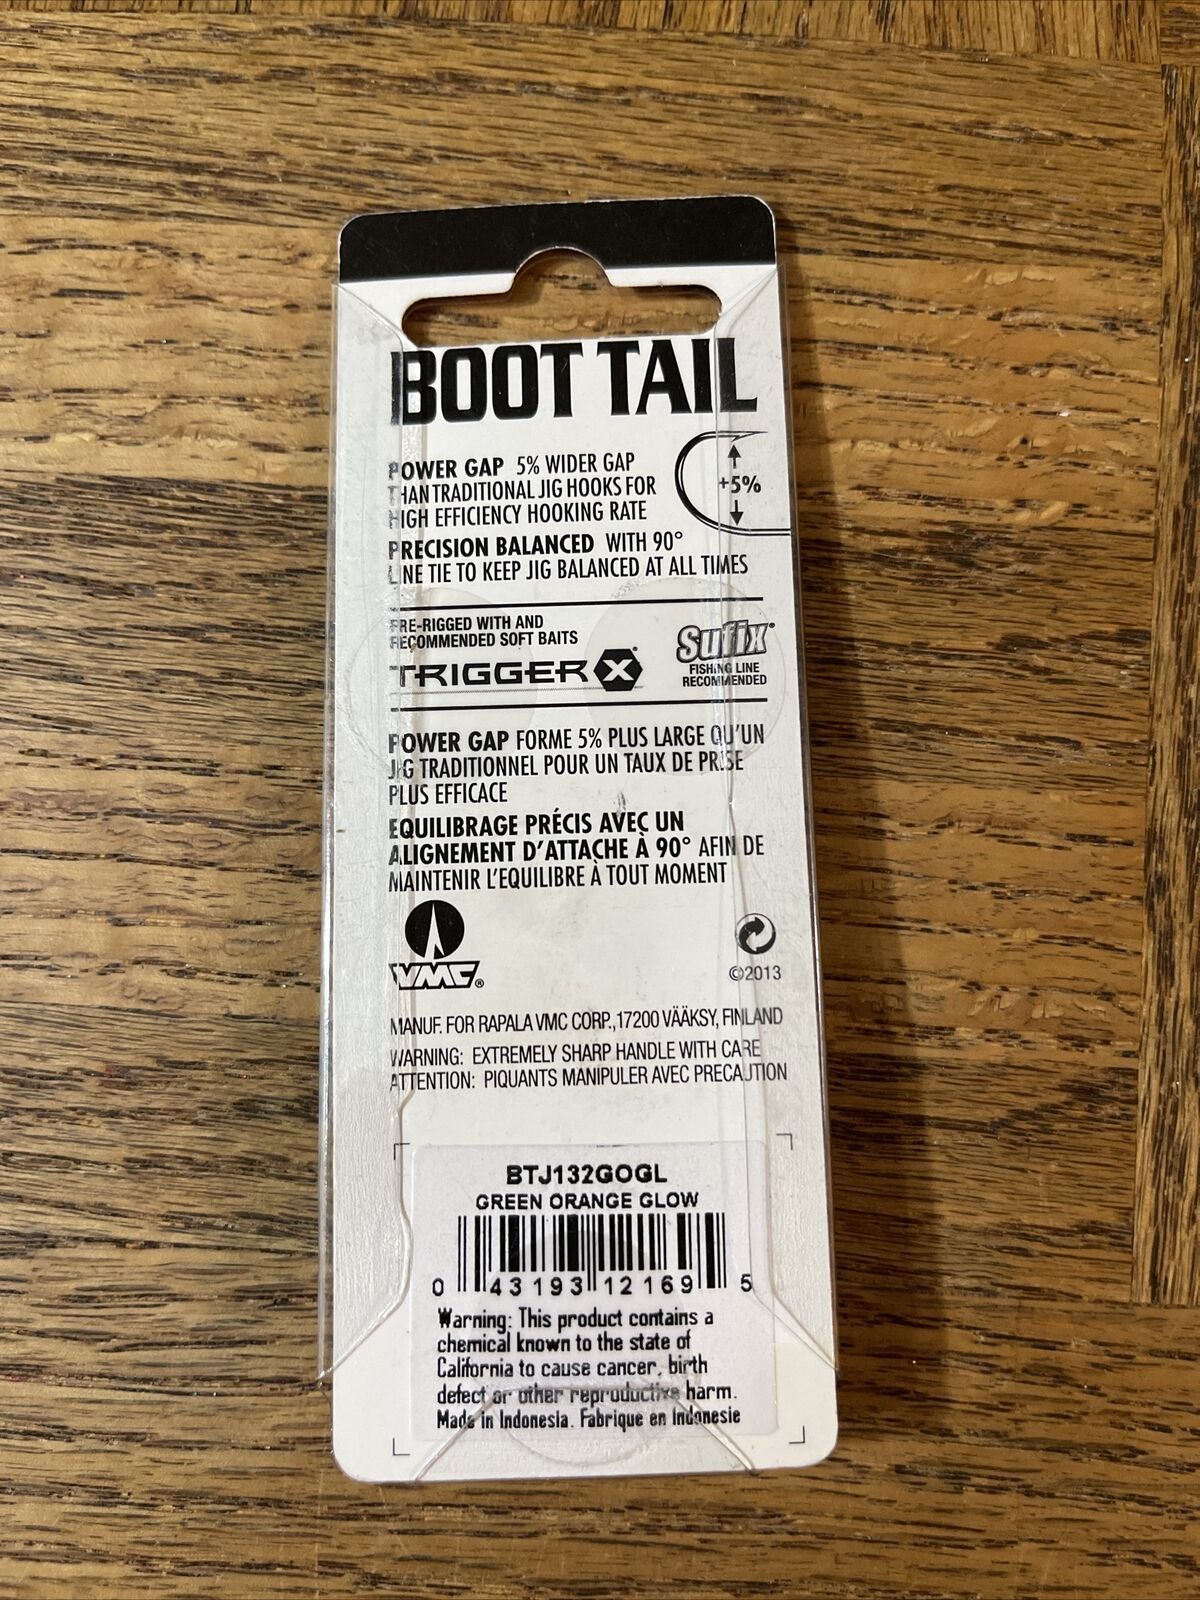 BOOT TAIL
POWER GAP 5% WIDER GAP
THAN TRADITIONAL JIG HOOKS FOR
HIGH EFFICIENCY HOOKING RATE
+5%
PRECISION BALANCED WITH 90°
LINE TIE TO KEEP JIG BALANCED AT ALL TIMES
PRE-RIGGED WITH AND
RECOMMENDED SOFT BAITS
TRIGGER X
Sufix®
FISHING LINE
RECOMMENDED
POWER GAP FORME 5% PLUS LARGE QU'UN
JIG TRADITIONNEL POUR UN TAUX DE PRISE
PLUS EFFICACE
EQUILIBRAGE PRÉCIS AVEC UN
ALIGNEMENT D'ATTACHE À 90° AFIN DE
MAINTENIR L'EQUILIBRE À TOUT MOMENT
VMC®
©2013
MANUF. FOR RAPALA VMC CORP., 17200 VÄÄKSY, FINLAND
WARNING: EXTREMELY SHARP HANDLE WITH CARE
ATTENTION: PIQUANTS MANIPULER AVEC PRECAUTION
BTJ132GOGL
GREEN ORANGE GLOW
0 43193 12169 5
Warning: This product contains a
chemical known to the state of
California to cause cancer, birth
defect or other reproductive harm.
Made in Indonesia. Fabrique en Indonesie